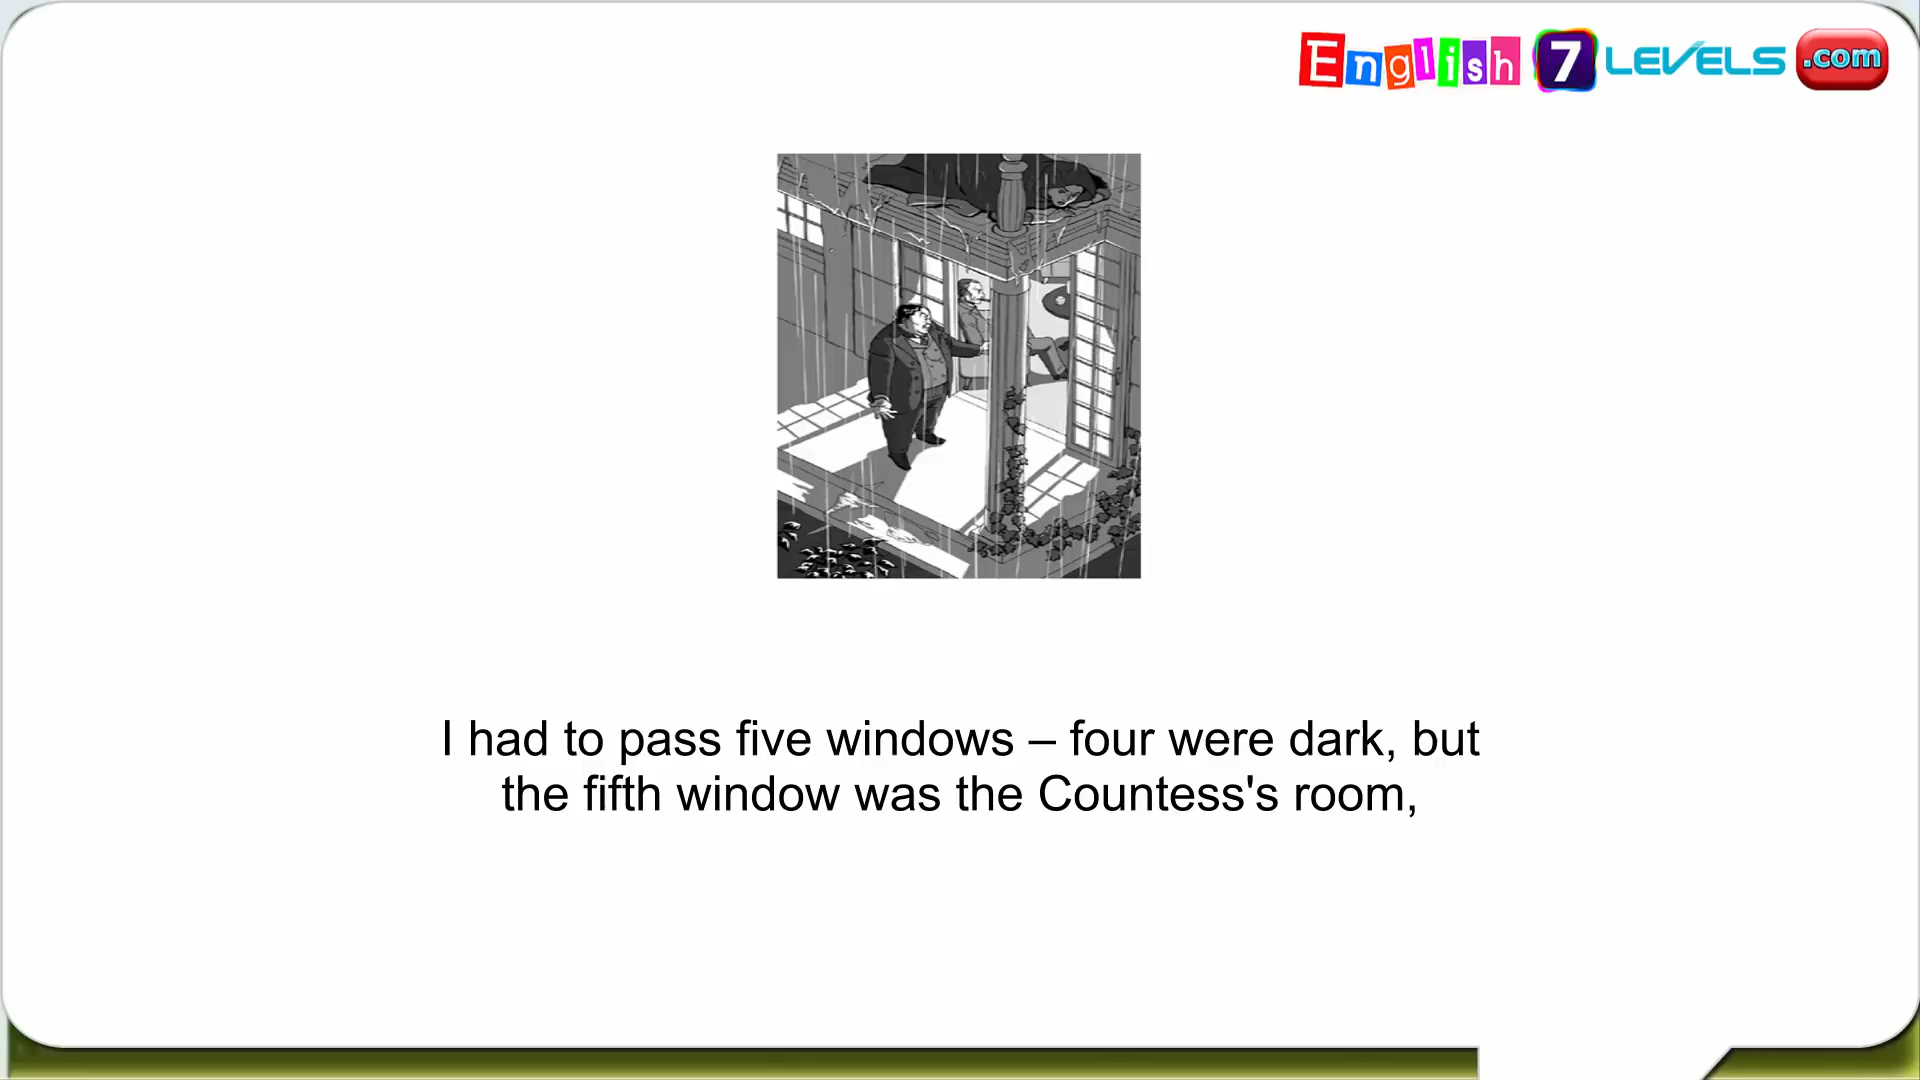 English 7 LEVELS .com
I had to pass five windows – four were dark, but
the fifth window was the Countess's room,